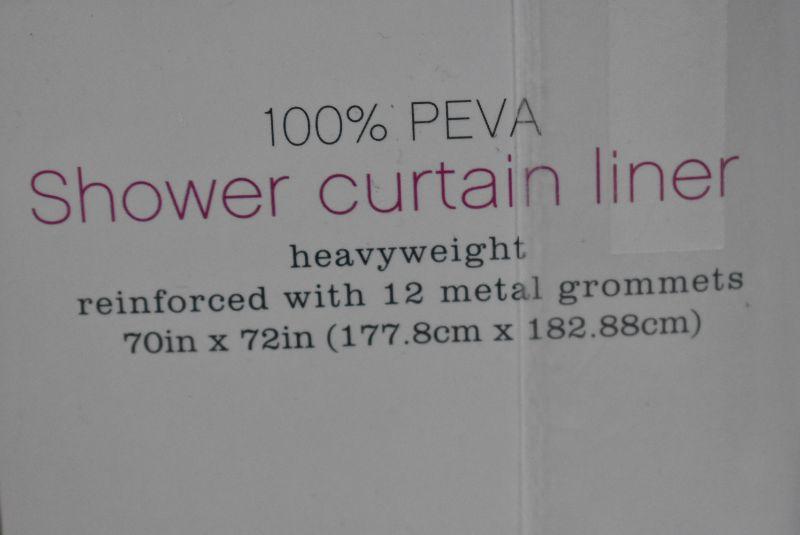 100% PEVA
Shower curtain liner
heavyweight
reinforced with 12 metal grommets
70in x 72in (177.8cm x 182.88cm)